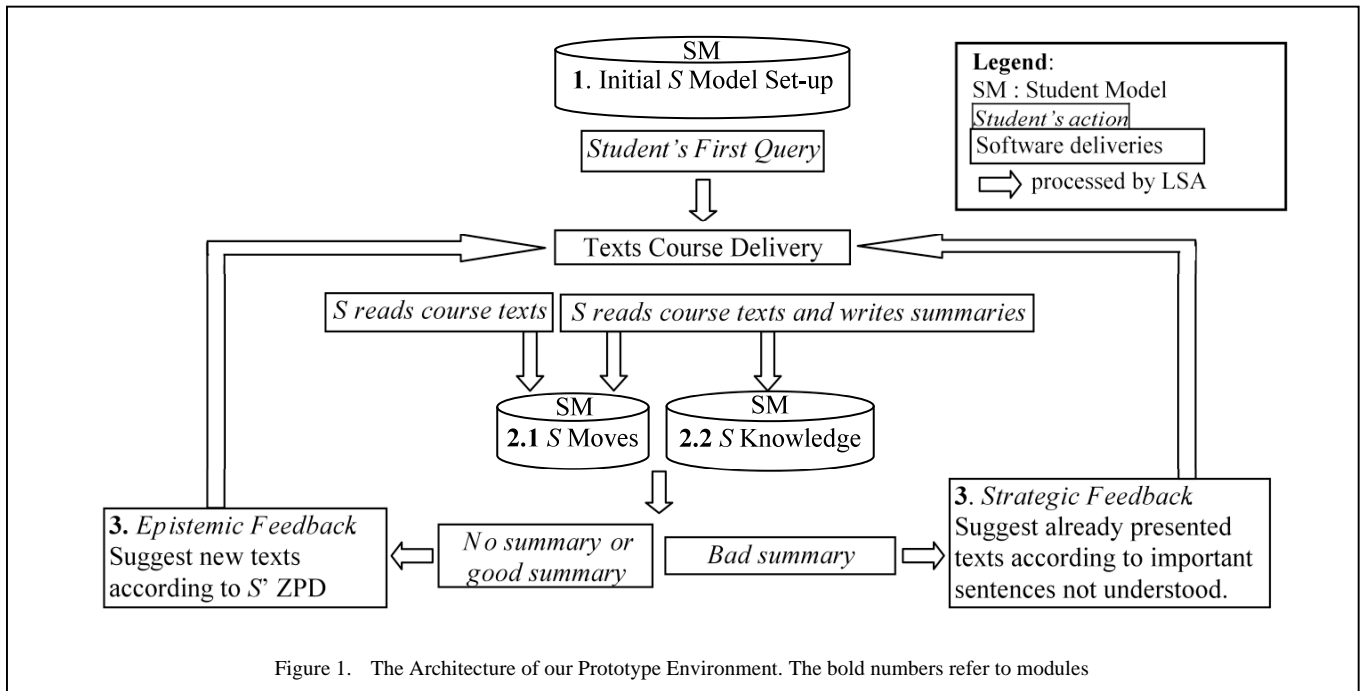 SM
1. Initial S Model Set-up
Legend:
SM : Student Model
Student's action
Software deliveries
processed by LSA
Student's First Query
Texts Course Delivery
S reads course texts
S reads course texts and writes summaries
SM
2.1 S Moves
SM
2.2 S Knowledge
3. Epistemic Feedback
Suggest new texts
according to S' ZPD
No summary or
good summary
Bad summary
3. Strategic Feedback
Suggest already presented
texts according to important
sentences not understood.
Figure 1. The Architecture of our Prototype Environment. The bold numbers refer to modules